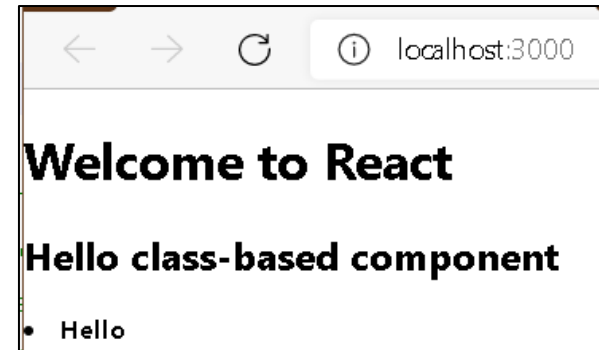 localhost:3000
Welcome to React
Hello class-based component
Hello